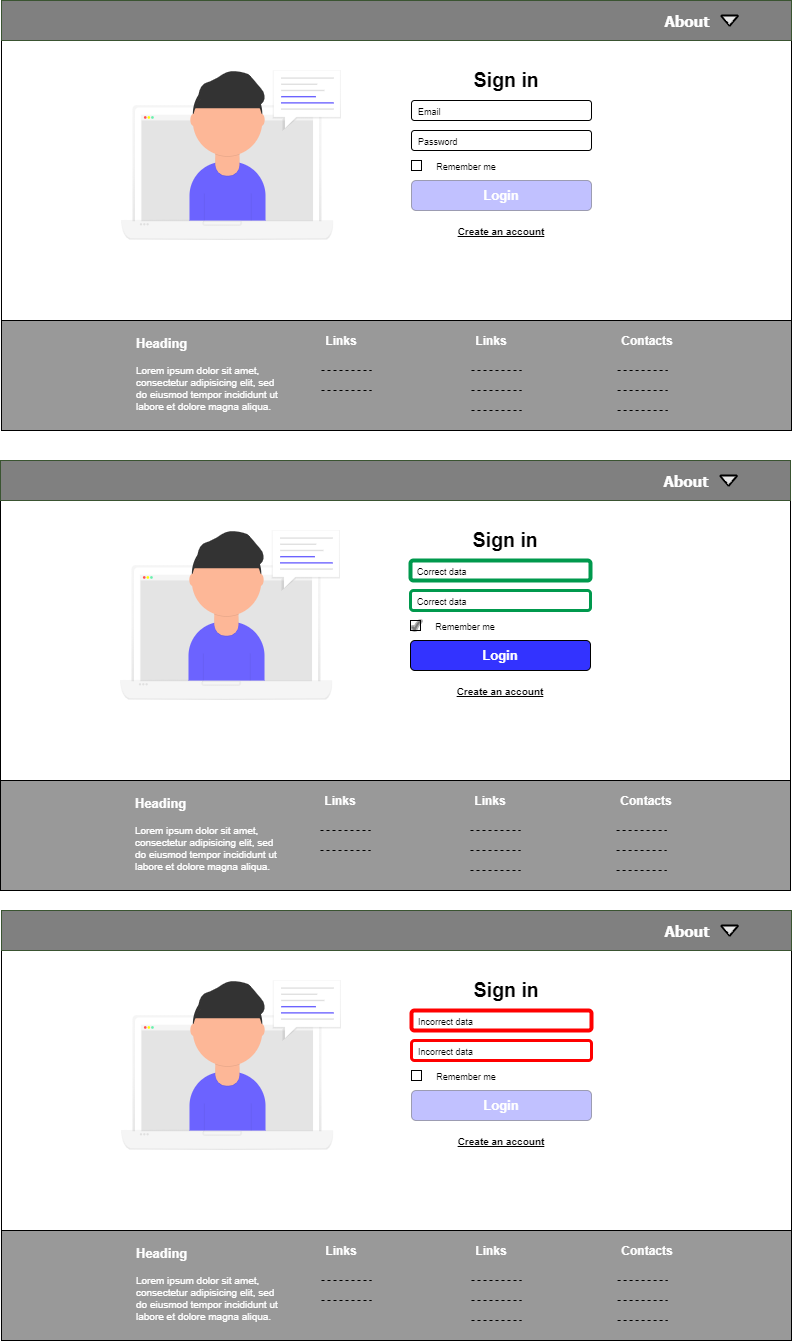 About
Sign in
Email
Password
Remember me
Login
Create an account
Heading
Links
Links
Contacts
Lorem ipsum dolor sit amet,
consectetur adipisicing elit, sed
do eiusmod tempor incididunt ut
labore et dolore magna aliqua.
About
Sign in
Correct data
Correct data
Remember me
Login
Create an account
Heading
Links
Links
Contacts
Lorem ipsum dolor sit amet,
consectetur adipisicing elit, sed
do eiusmod tempor incididunt ut
labore et dolore magna aliqua.
About
Sign in
Incorrect data
Incorrect data
Remember me
Login
Create an account
Heading
Links
Links
Contacts
Lorem ipsum dolor sit amet,
consectetur adipisicing elit, sed
do eiusmod tempor incididunt ut
labore et dolore magna aliqua.